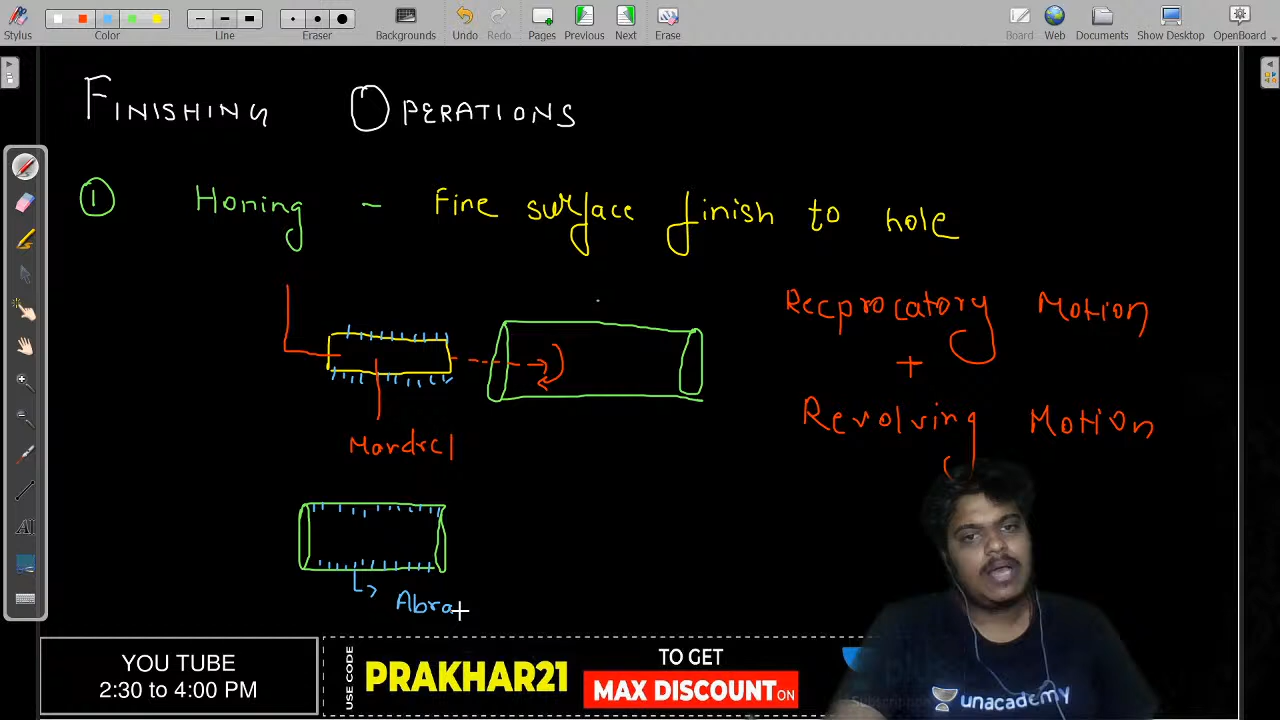 Stylus
Color
Line
Eraser
Backgrounds
Undo
Redo
Pages
Previous
Next
Erase
Board
Web
Documents
Show Desktop
OpenBoard
FINISHING OPERATIONS
① Honing - Fine surface finish to hole
Recprocatory Motion
+
Revolving Motion
Mandrel
Abra
YOU TUBE
2:30 to 4:00 PM
USE CODE
PRAKHAR21
TO GET
MAX DISCOUNT ON
plus
unacademy